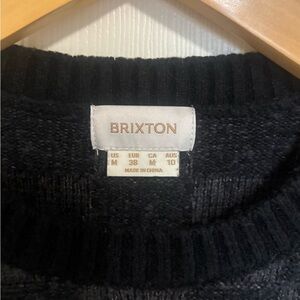 BRIXTON
US EUR CA AUS
M 38 M 10
MADE IN CHINA